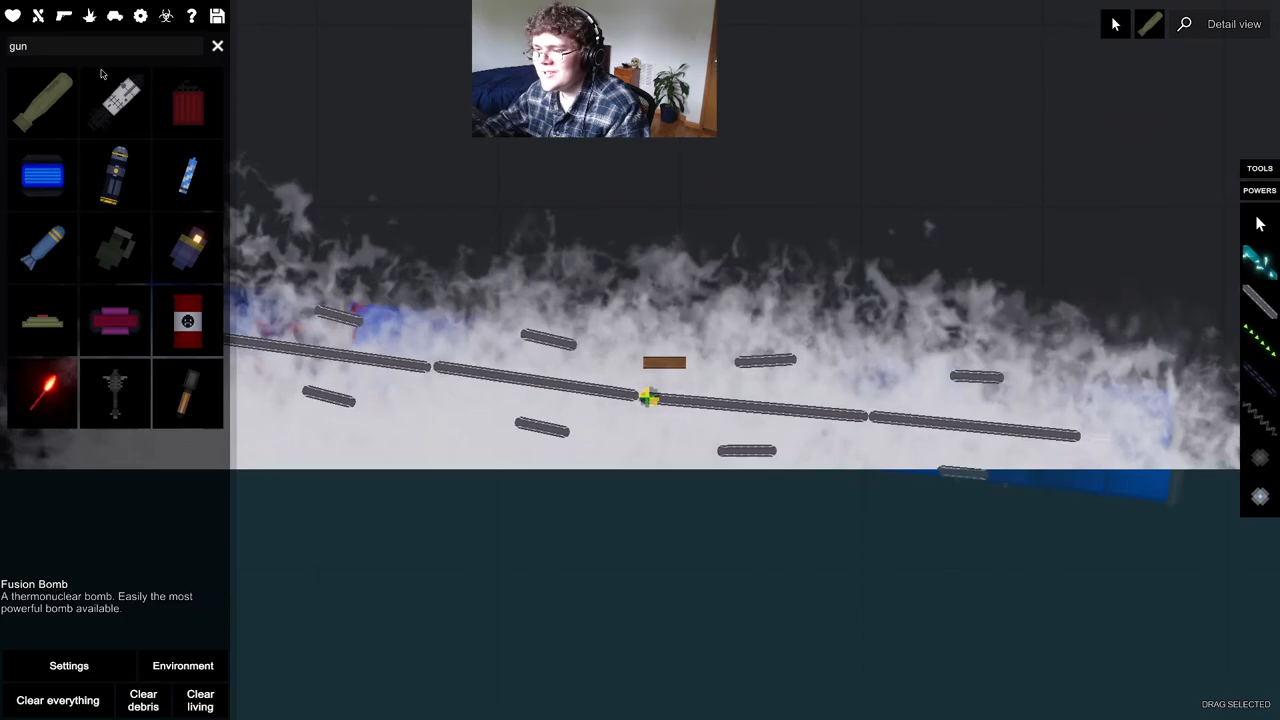 gun
Detail view
TOOLS
POWERS
Fusion Bomb
A thermonuclear bomb. Easily the most
powerful bomb available.
Settings
Environment
Clear everything
Clear
debris
Clear
living
DRAG SELECTED